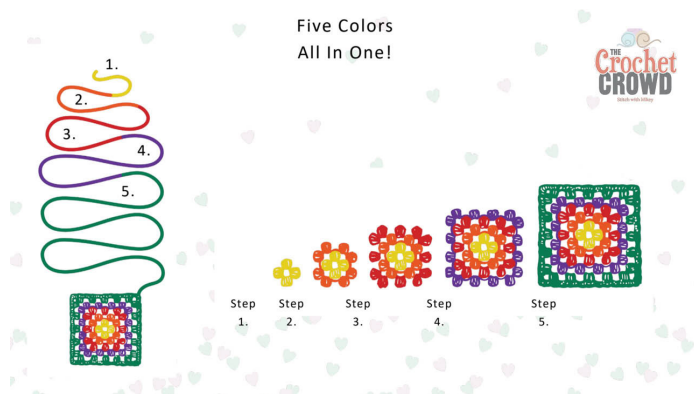 Five Colors
All In One!
THE
Crochet
CROWD
Stitch with Mikey
1.
2.
3.
4.
5.
Step Step Step Step Step
1. 2. 3. 4. 5.